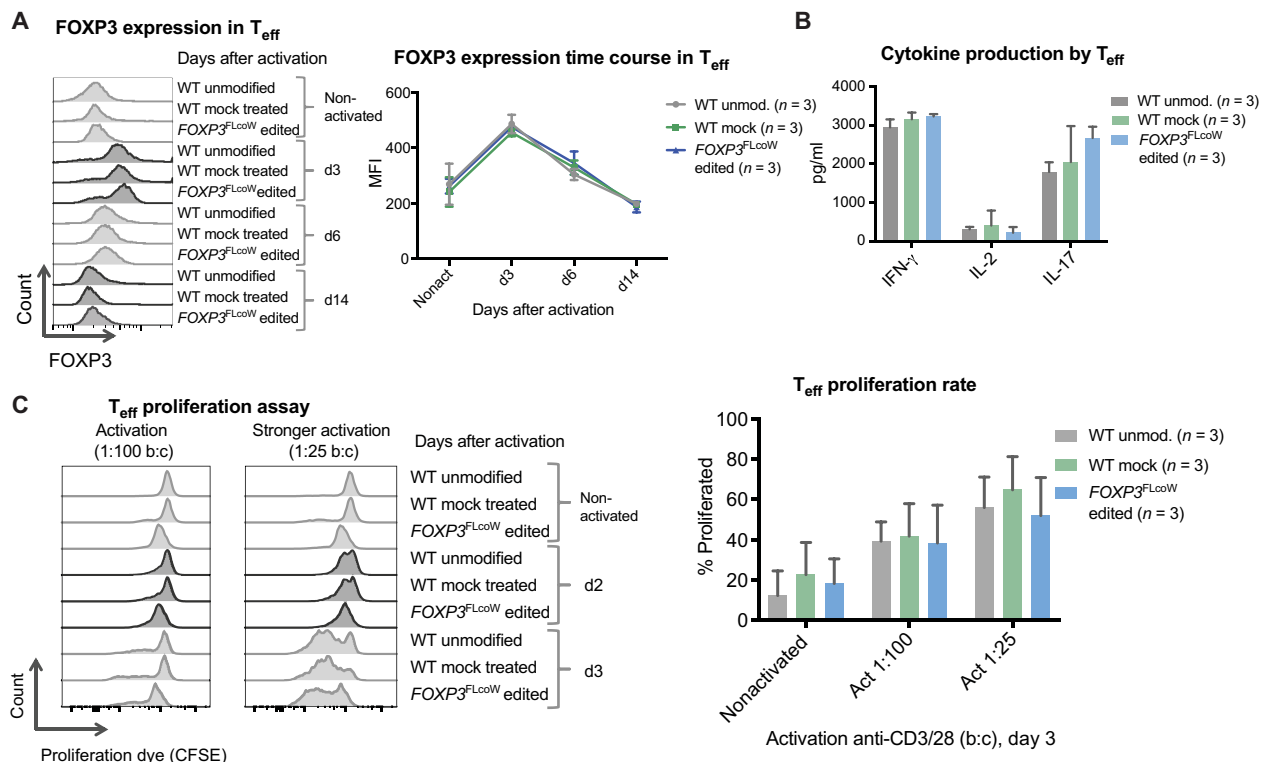 A
FOXP3 expression in Teff
Days after activation
WT unmodified
WT mock treated
FOXP3FLcoW edited
Non-
activated
WT unmodified
WT mock treated
FOXP3FLcoW edited
d3
WT unmodified
WT mock treated
FOXP3FLcoW edited
d6
WT unmodified
WT mock treated
FOXP3FLcoW edited
d14
Count
FOXP3
FOXP3 expression time course in Teff
600
400
200
0
MFI
Nonact
d3
d6
d14
Days after activation
WT unmod. (n = 3)
WT mock (n = 3)
FOXP3FLcoW
edited (n = 3)
B
Cytokine production by Teff
4000
3000
2000
1000
0
pg/ml
IFN-γ
IL-2
IL-17
WT unmod. (n = 3)
WT mock (n = 3)
FOXP3FLcoW
edited (n = 3)
C
Teff proliferation assay
Activation
(1:100 b:c)
Stronger activation
(1:25 b:c)
Days after activation
WT unmodified
WT mock treated
FOXP3FLcoW edited
Non-
activated
WT unmodified
WT mock treated
FOXP3FLcoW edited
d2
WT unmodified
WT mock treated
FOXP3FLcoW edited
d3
Count
Proliferation dye (CFSE)
Teff proliferation rate
100
80
60
40
20
0
% Proliferated
Nonactivated
Act 1:100
Act 1:25
Activation anti-CD3/28 (b:c), day 3
WT unmod. (n = 3)
WT mock (n = 3)
FOXP3FLcoW
edited (n = 3)